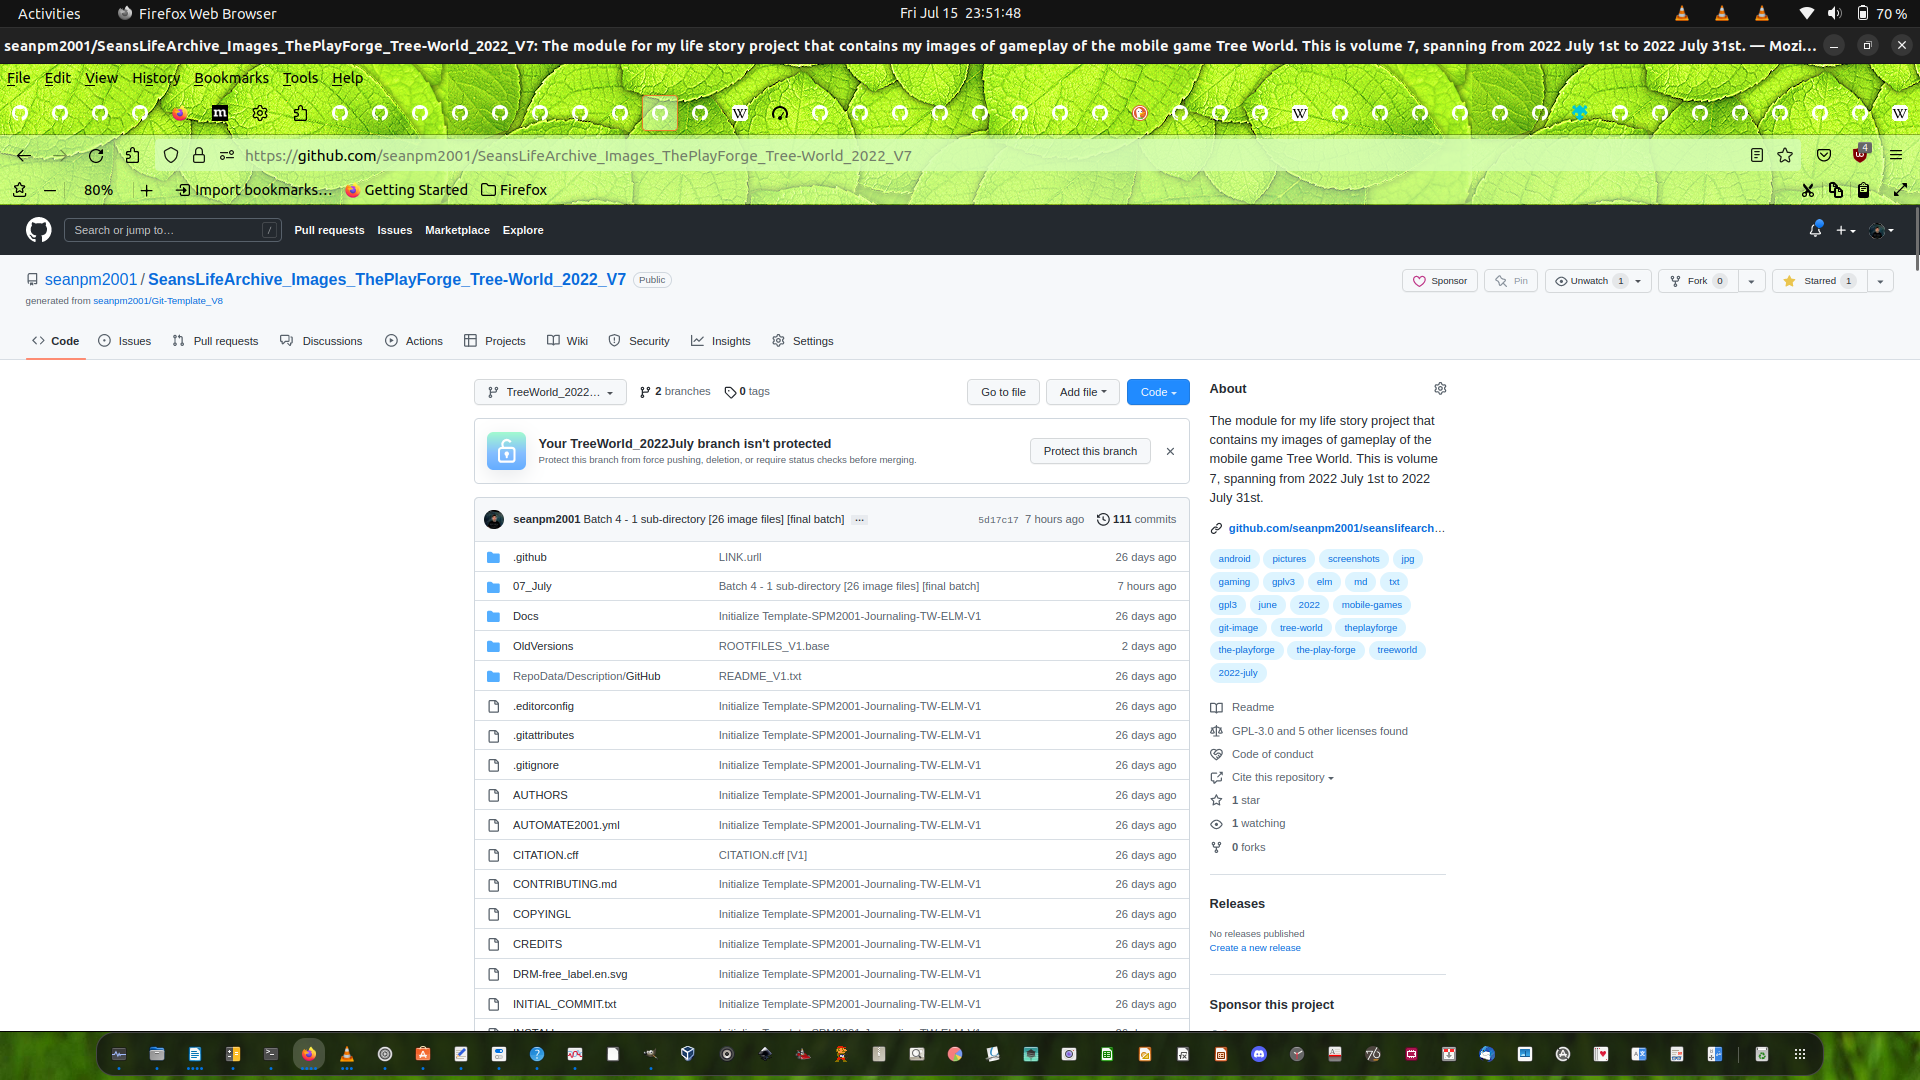 Activities
Firefox Web Browser
Fri Jul 15 23:51:48
70 %
seanpm2001/SeansLifeArchive_Images_ThePlayForge_Tree-World_2022_V7: The module for my life story project that contains my images of gameplay of the mobile game Tree World. This is volume 7, spanning from 2022 July 1st to 2022 July 31st. — Mozi…
File Edit View History Bookmarks Tools Help
https://github.com/seanpm2001/SeansLifeArchive_Images_ThePlayForge_Tree-World_2022_V7
4
80%
Import bookmarks…
Getting Started
Firefox
Search or jump to…
/
Pull requests Issues Marketplace Explore
seanpm2001 / SeansLifeArchive_Images_ThePlayForge_Tree-World_2022_V7 Public
Sponsor
Pin
Unwatch 1
Fork 0
Starred 1
generated from seanpm2001/Git-Template_V8
Code
Issues
Pull requests
Discussions
Actions
Projects
Wiki
Security
Insights
Settings
TreeWorld_2022…
2 branches
0 tags
Go to file
Add file
Code
Your TreeWorld_2022July branch isn't protected
Protect this branch from force pushing, deletion, or require status checks before merging.
Protect this branch
seanpm2001 Batch 4 - 1 sub-directory [26 image files] [final batch] … 5d17c17 7 hours ago 111 commits
.github LINK.urll 26 days ago
07_July Batch 4 - 1 sub-directory [26 image files] [final batch] 7 hours ago
Docs Initialize Template-SPM2001-Journaling-TW-ELM-V1 26 days ago
OldVersions ROOTFILES_V1.base 2 days ago
RepoData/Description/GitHub README_V1.txt 26 days ago
.editorconfig Initialize Template-SPM2001-Journaling-TW-ELM-V1 26 days ago
.gitattributes Initialize Template-SPM2001-Journaling-TW-ELM-V1 26 days ago
.gitignore Initialize Template-SPM2001-Journaling-TW-ELM-V1 26 days ago
AUTHORS Initialize Template-SPM2001-Journaling-TW-ELM-V1 26 days ago
AUTOMATE2001.yml Initialize Template-SPM2001-Journaling-TW-ELM-V1 26 days ago
CITATION.cff CITATION.cff [V1] 26 days ago
CONTRIBUTING.md Initialize Template-SPM2001-Journaling-TW-ELM-V1 26 days ago
COPYINGL Initialize Template-SPM2001-Journaling-TW-ELM-V1 26 days ago
CREDITS Initialize Template-SPM2001-Journaling-TW-ELM-V1 26 days ago
DRM-free_label.en.svg Initialize Template-SPM2001-Journaling-TW-ELM-V1 26 days ago
INITIAL_COMMIT.txt Initialize Template-SPM2001-Journaling-TW-ELM-V1 26 days ago
About
The module for my life story project that
contains my images of gameplay of the
mobile game Tree World. This is volume
7, spanning from 2022 July 1st to 2022
July 31st.
github.com/seanpm2001/seanslifearch…
android pictures screenshots jpg
gaming gplv3 elm md txt
gpl3 june 2022 mobile-games
git-image tree-world theplayforge
the-playforge the-play-forge treeworld
2022-july
Readme
GPL-3.0 and 5 other licenses found
Code of conduct
Cite this repository
1 star
1 watching
0 forks
Releases
No releases published
Create a new release
Sponsor this project